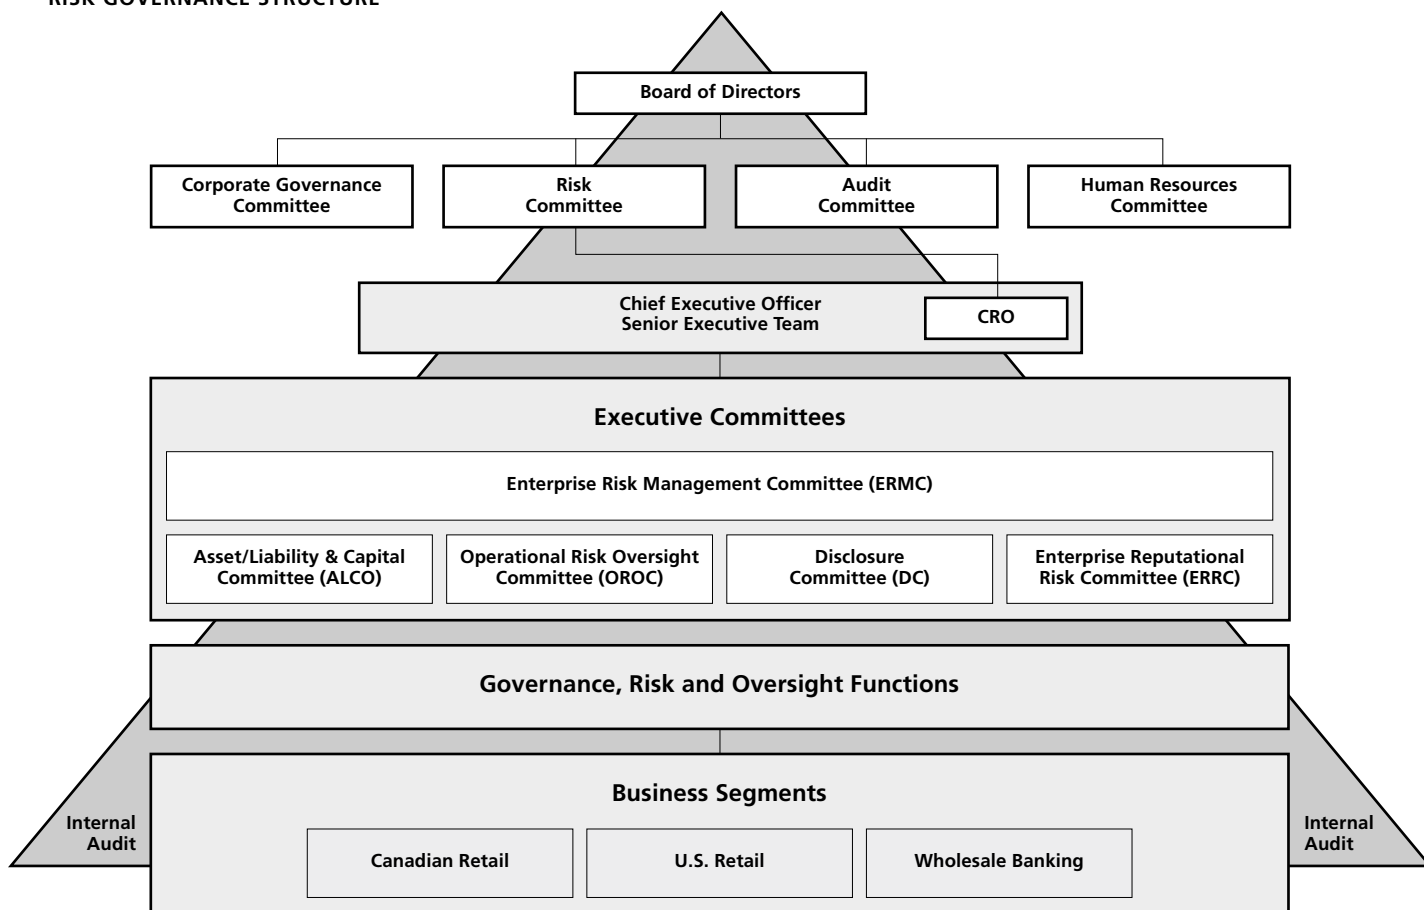 RISK GOVERNANCE STRUCTURE
Board of Directors
Corporate Governance
Committee
Risk
Committee
Audit
Committee
Human Resources
Committee
Chief Executive Officer
Senior Executive Team
CRO
Executive Committees
Enterprise Risk Management Committee (ERMC)
Asset/Liability & Capital
Committee (ALCO)
Operational Risk Oversight
Committee (OROC)
Disclosure
Committee (DC)
Enterprise Reputational
Risk Committee (ERRC)
Governance, Risk and Oversight Functions
Business Segments
Internal
Audit
Canadian Retail
U.S. Retail
Wholesale Banking
Internal
Audit